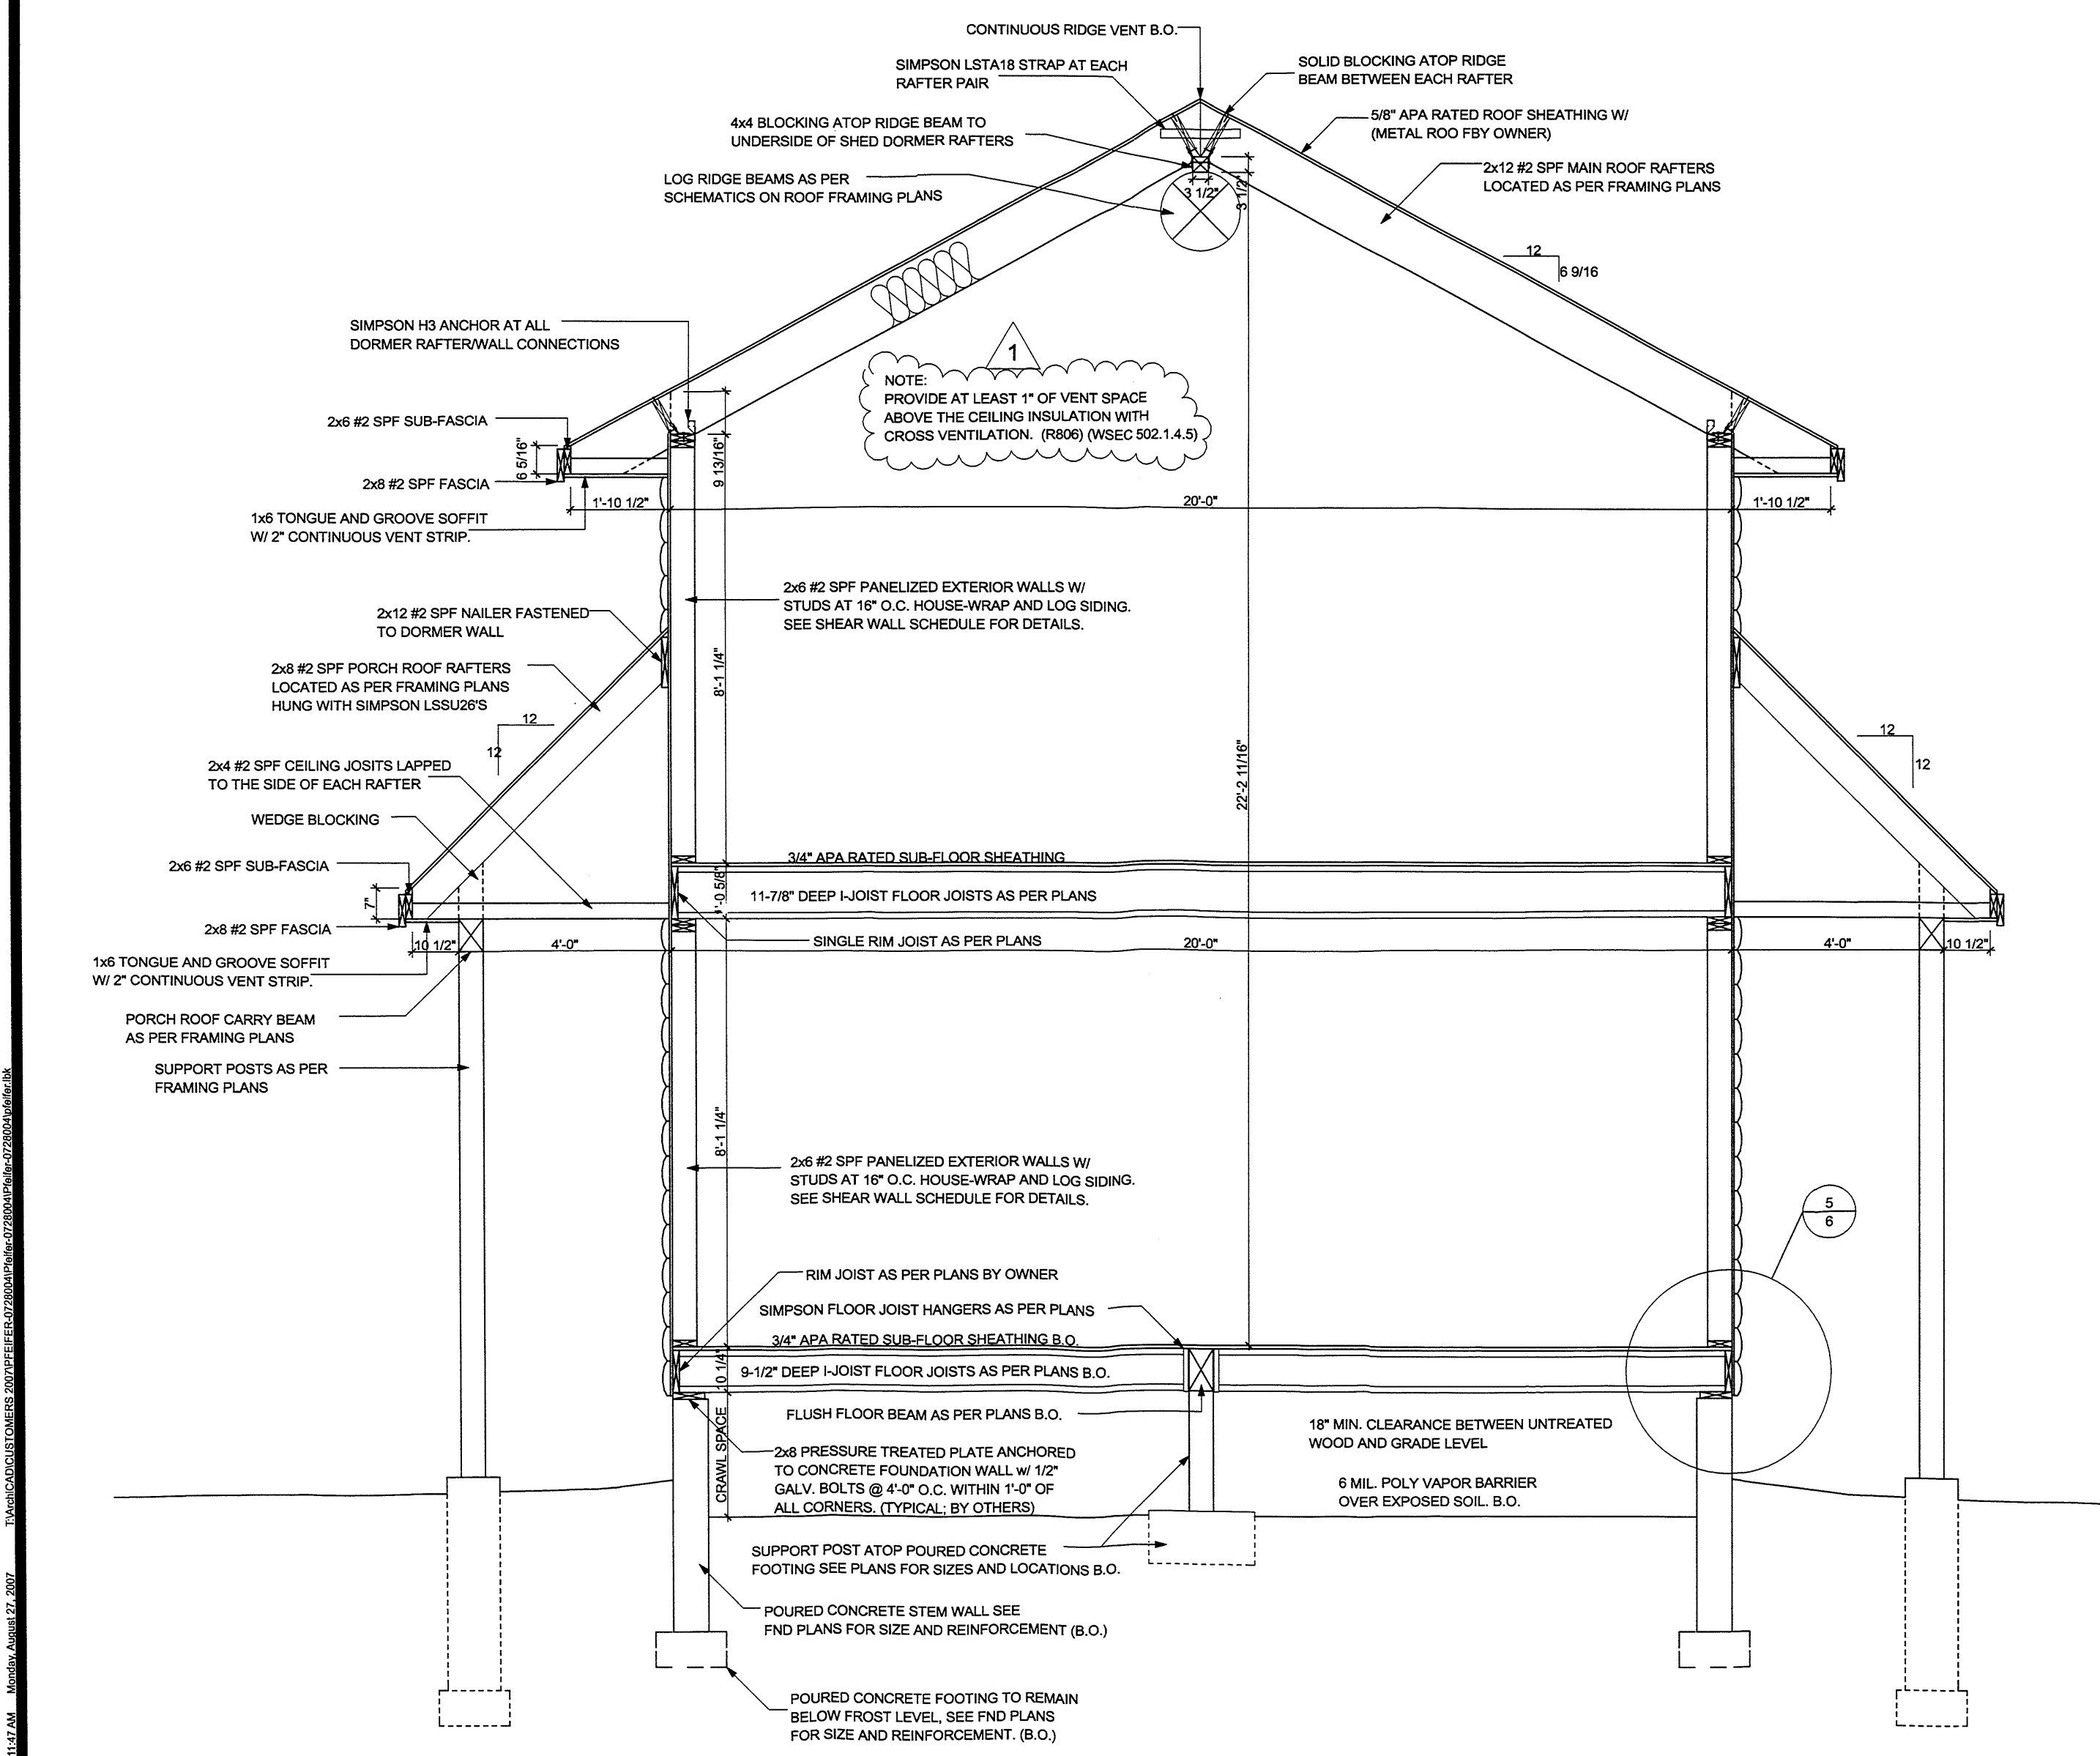 CONTINUOUS RIDGE VENT B.O.
SIMPSON LSTA18 STRAP AT EACH
RAFTER PAIR
SOLID BLOCKING ATOP RIDGE
BEAM BETWEEN EACH RAFTER
4x4 BLOCKING ATOP RIDGE BEAM TO
UNDERSIDE OF SHED DORMER RAFTERS
5/8" APA RATED ROOF SHEATHING W/
(METAL ROO FBY OWNER)
LOG RIDGE BEAMS AS PER
SCHEMATICS ON ROOF FRAMING PLANS
2x12 #2 SPF MAIN ROOF RAFTERS
LOCATED AS PER FRAMING PLANS
3 1/2"
3 1/2"
12
6 9/16
SIMPSON H3 ANCHOR AT ALL
DORMER RAFTER/WALL CONNECTIONS
1
NOTE:
PROVIDE AT LEAST 1" OF VENT SPACE
ABOVE THE CEILING INSULATION WITH
CROSS VENTILATION. (R806) (WSEC 502.1.4.5)
2x6 #2 SPF SUB-FASCIA
6 5/16"
9 13/16"
2x8 #2 SPF FASCIA
1'-10 1/2"
20'-0"
1'-10 1/2"
1x6 TONGUE AND GROOVE SOFFIT
W/ 2" CONTINUOUS VENT STRIP.
2x6 #2 SPF PANELIZED EXTERIOR WALLS W/
STUDS AT 16" O.C. HOUSE-WRAP AND LOG SIDING.
SEE SHEAR WALL SCHEDULE FOR DETAILS.
2x12 #2 SPF NAILER FASTENED
TO DORMER WALL
2x8 #2 SPF PORCH ROOF RAFTERS
LOCATED AS PER FRAMING PLANS
HUNG WITH SIMPSON LSSU26'S
8'-1 1/4"
12
12
12
12
22'-2 11/16"
2x4 #2 SPF CEILING JOSITS LAPPED
TO THE SIDE OF EACH RAFTER
WEDGE BLOCKING
2x6 #2 SPF SUB-FASCIA
3/4" APA RATED SUB-FLOOR SHEATHING
7"
1'-0 5/8"
11-7/8" DEEP I-JOIST FLOOR JOISTS AS PER PLANS
2x8 #2 SPF FASCIA
10 1/2"
4'-0"
SINGLE RIM JOIST AS PER PLANS
20'-0"
4'-0"
10 1/2"
1x6 TONGUE AND GROOVE SOFFIT
W/ 2" CONTINUOUS VENT STRIP.
PORCH ROOF CARRY BEAM
AS PER FRAMING PLANS
SUPPORT POSTS AS PER
FRAMING PLANS
8'-1 1/4"
2x6 #2 SPF PANELIZED EXTERIOR WALLS W/
STUDS AT 16" O.C. HOUSE-WRAP AND LOG SIDING.
SEE SHEAR WALL SCHEDULE FOR DETAILS.
5
6
RIM JOIST AS PER PLANS BY OWNER
SIMPSON FLOOR JOIST HANGERS AS PER PLANS
3/4" APA RATED SUB-FLOOR SHEATHING B.O.
10 1/4"
9-1/2" DEEP I-JOIST FLOOR JOISTS AS PER PLANS B.O.
FLUSH FLOOR BEAM AS PER PLANS B.O.
18" MIN. CLEARANCE BETWEEN UNTREATED
WOOD AND GRADE LEVEL
CRAWL SPACE
2x8 PRESSURE TREATED PLATE ANCHORED
TO CONCRETE FOUNDATION WALL w/ 1/2"
GALV. BOLTS @ 4'-0" O.C. WITHIN 1'-0" OF
ALL CORNERS. (TYPICAL; BY OTHERS)
6 MIL. POLY VAPOR BARRIER
OVER EXPOSED SOIL. B.O.
SUPPORT POST ATOP POURED CONCRETE
FOOTING SEE PLANS FOR SIZES AND LOCATIONS B.O.
POURED CONCRETE STEM WALL SEE
FND PLANS FOR SIZE AND REINFORCEMENT (B.O.)
POURED CONCRETE FOOTING TO REMAIN
BELOW FROST LEVEL, SEE FND PLANS
FOR SIZE AND REINFORCEMENT. (B.O.)
11:47 AM Monday, August 27, 2007 T:\ArchiCAD\CUSTOMERS 2007\PFEIFER-0728004\Pfeifer-0728004\Pfeifer-0728004\pfeifer.lbk